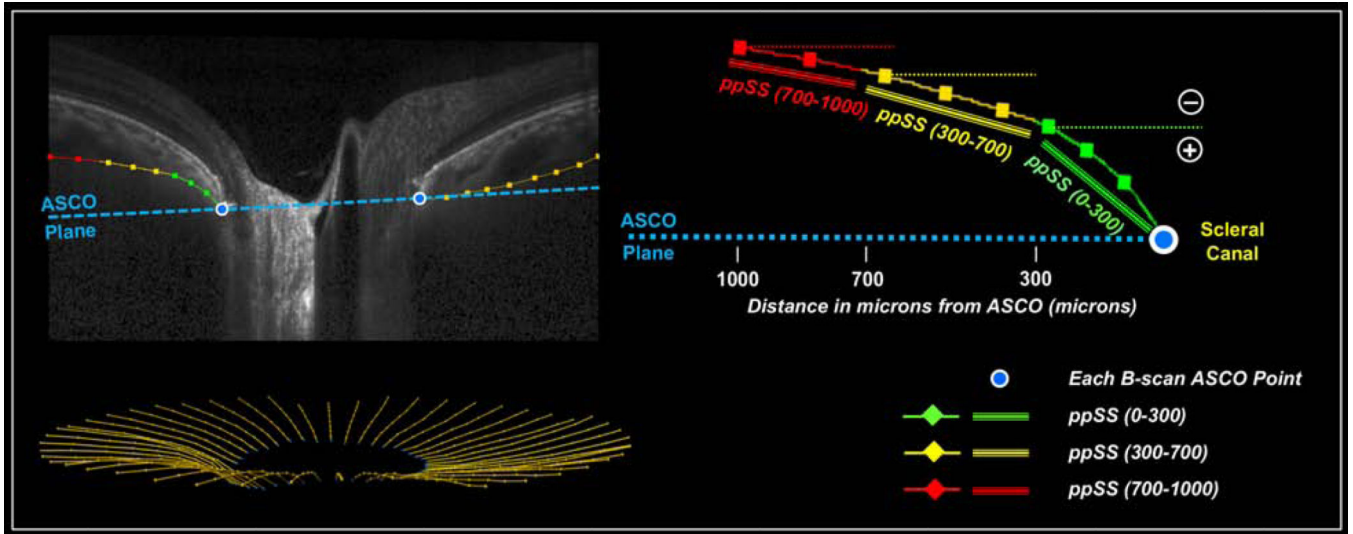 ASCO
Plane
ppSS (700-1000)
ppSS (300-700)
ppSS (0-300)
−
+
ASCO
Plane
Scleral
Canal
1000
700
300
Distance in microns from ASCO (microns)
Each B-scan ASCO Point
ppSS (0-300)
ppSS (300-700)
ppSS (700-1000)